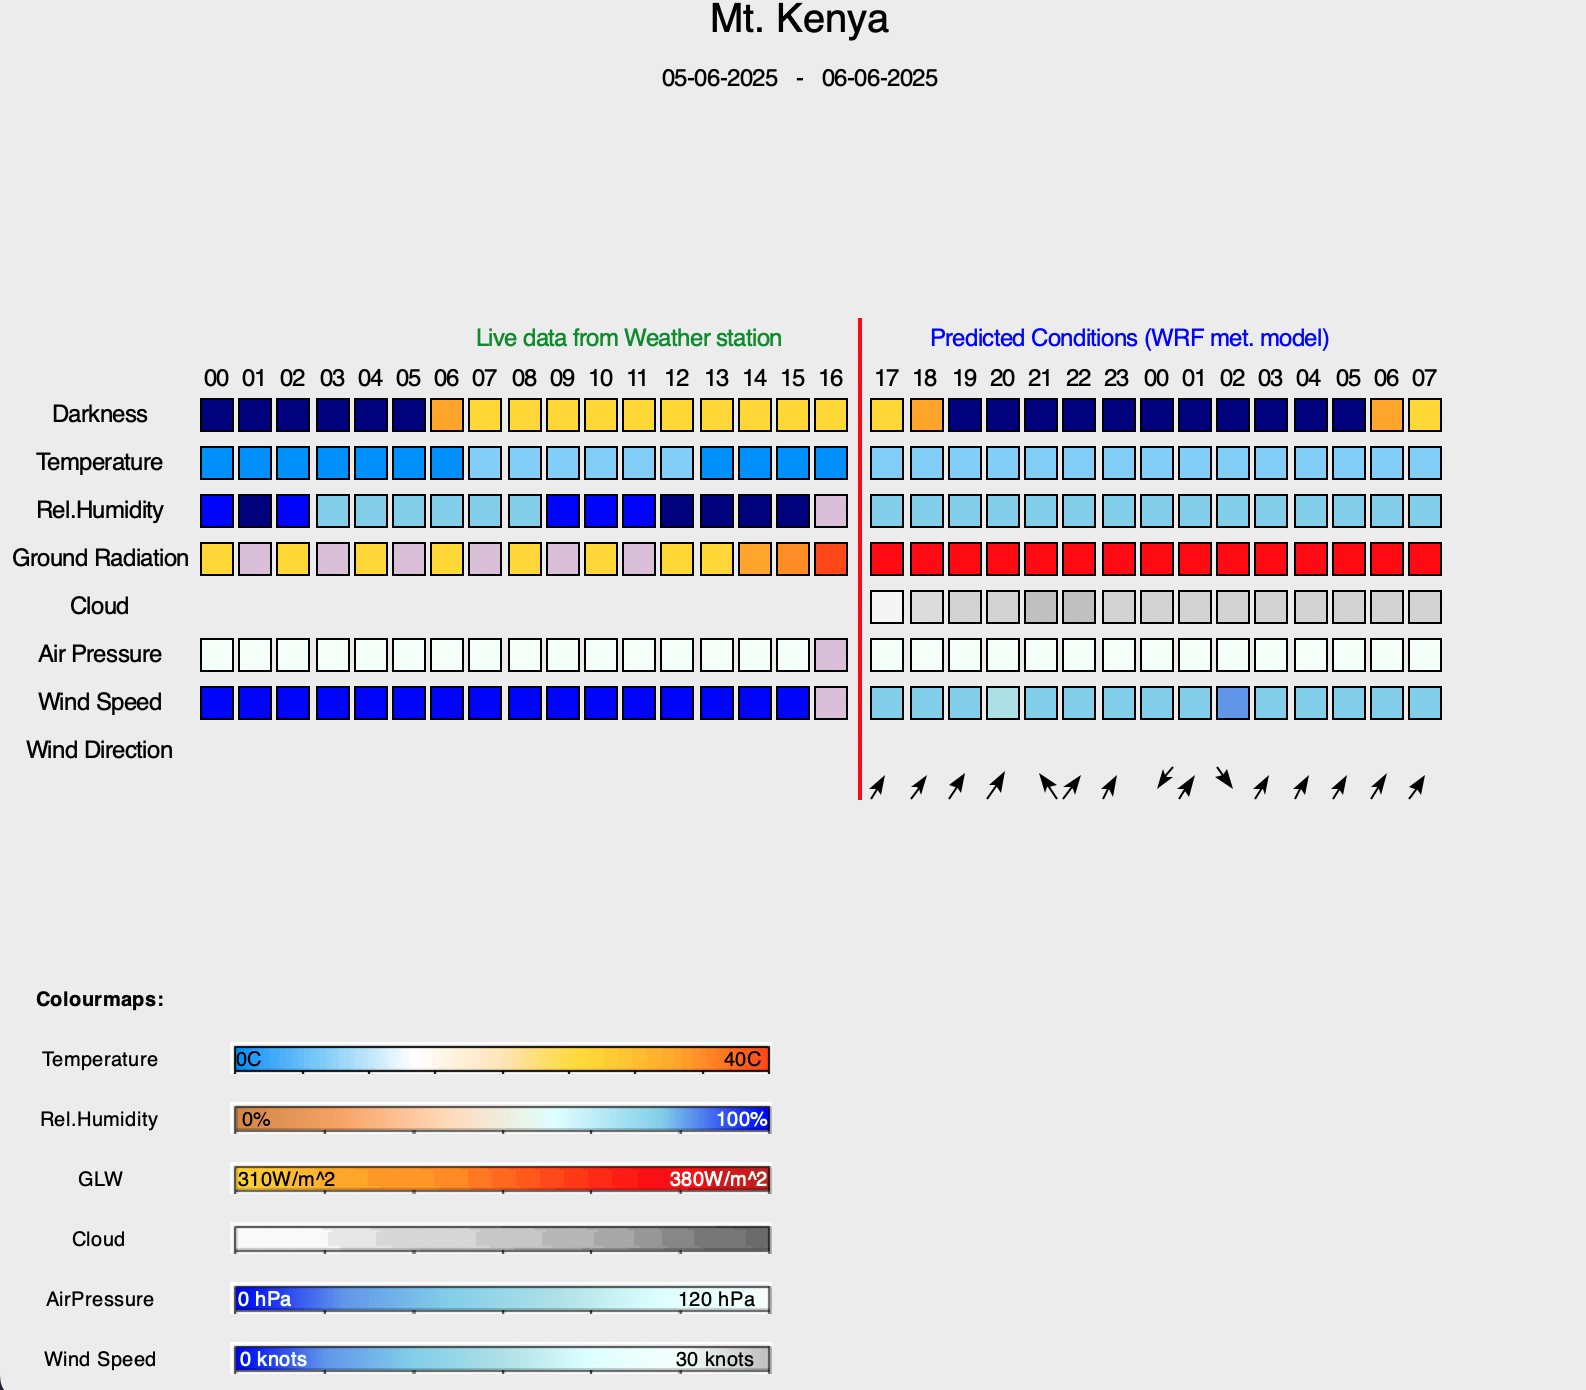 Mt. Kenya
05-06-2025 - 06-06-2025
Live data from Weather station Predicted Conditions (WRF met. model)
00 01 02 03 04 05 06 07 08 09 10 11 12 13 14 15 16 17 18 19 20 21 22 23 00 01 02 03 04 05 06 07
Darkness
Temperature
Rel.Humidity
Ground Radiation
Cloud
Air Pressure
Wind Speed
Wind Direction
Colourmaps:
Temperature 0C 40C
Rel.Humidity 0% 100%
GLW 310W/m^2 380W/m^2
Cloud
AirPressure 0 hPa 120 hPa
Wind Speed 0 knots 30 knots